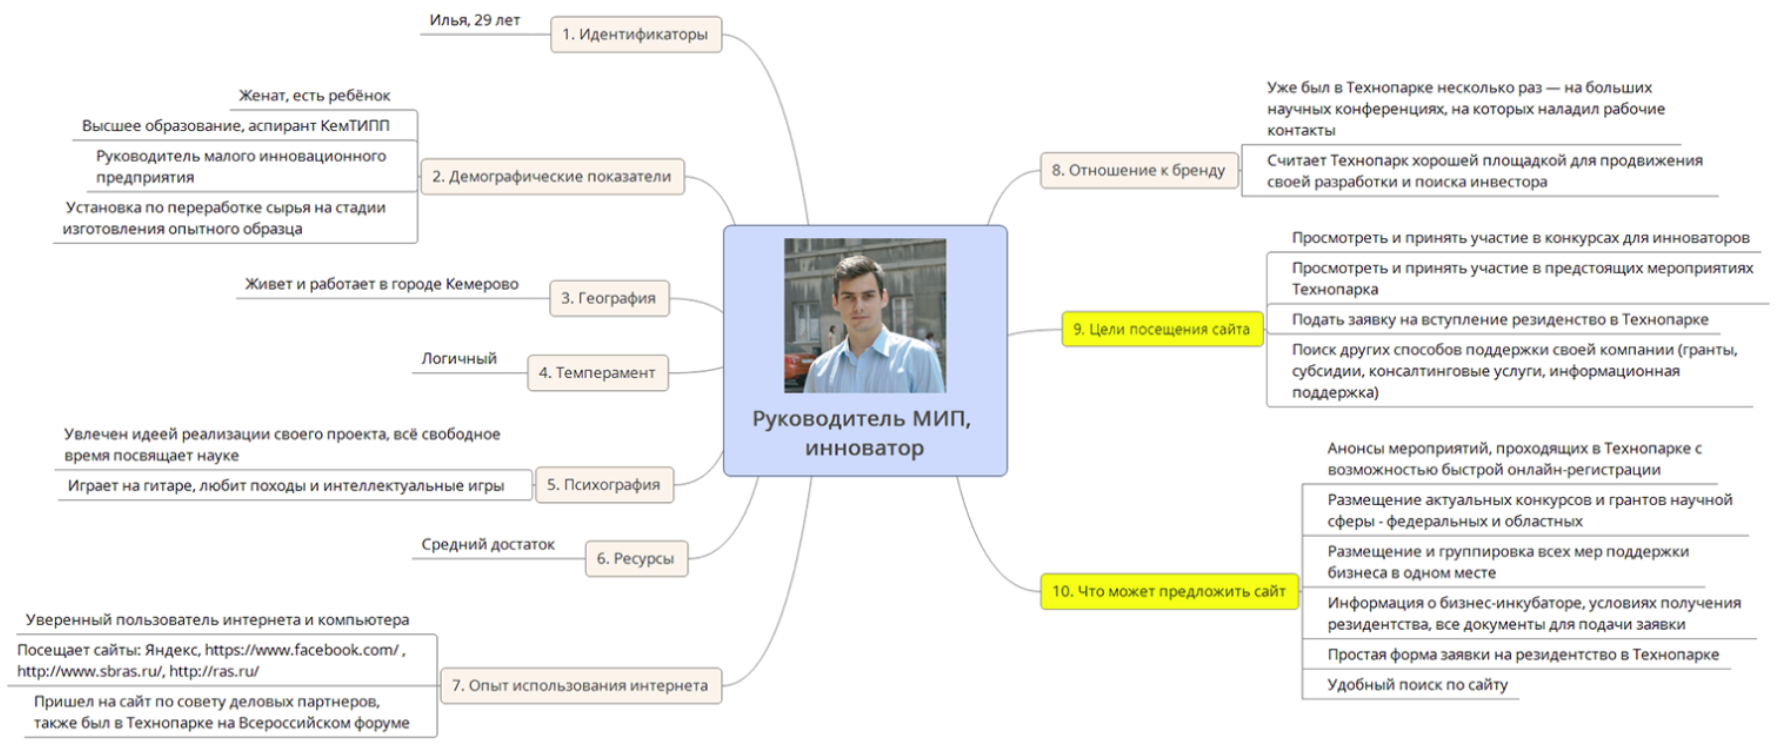 Илья, 29 лет
1. Идентификаторы
Женат, есть ребёнок
Высшее образование, аспирант КемТИПП
Руководитель малого инновационного
предприятия
Установка по переработке сырья на стадии
изготовления опытного образца
2. Демографические показатели
Живет и работает в городе Кемерово
3. География
Логичный
4. Темперамент
Увлечен идеей реализации своего проекта, всё свободное
время посвящает науке
Играет на гитаре, любит походы и интеллектуальные игры
5. Психография
Средний достаток
6. Ресурсы
Уверенный пользователь интернета и компьютера
Посещает сайты: Яндекс, https://www.facebook.com/ ,
http://www.sbras.ru/, http://ras.ru/
Пришел на сайт по совету деловых партнеров,
также был в Технопарке на Всероссийском форуме
7. Опыт использования интернета
Руководитель МИП,
инноватор
8. Отношение к бренду
Уже был в Технопарке несколько раз — на больших
научных конференциях, на которых наладил рабочие
контакты
Считает Технопарк хорошей площадкой для продвижения
своей разработки и поиска инвестора
9. Цели посещения сайта
Просмотреть и принять участие в конкурсах для инноваторов
Просмотреть и принять участие в предстоящих мероприятиях
Технопарка
Подать заявку на вступление резиденство в Технопарке
Поиск других способов поддержки своей компании (гранты,
субсидии, консалтинговые услуги, информационная
поддержка)
10. Что может предложить сайт
Анонсы мероприятий, проходящих в Технопарке с
возможностью быстрой онлайн-регистрации
Размещение актуальных конкурсов и грантов научной
сферы - федеральных и областных
Размещение и группировка всех мер поддержки
бизнеса в одном месте
Информация о бизнес-инкубаторе, условиях получения
резидентства, все документы для подачи заявки
Простая форма заявки на резидентство в Технопарке
Удобный поиск по сайту